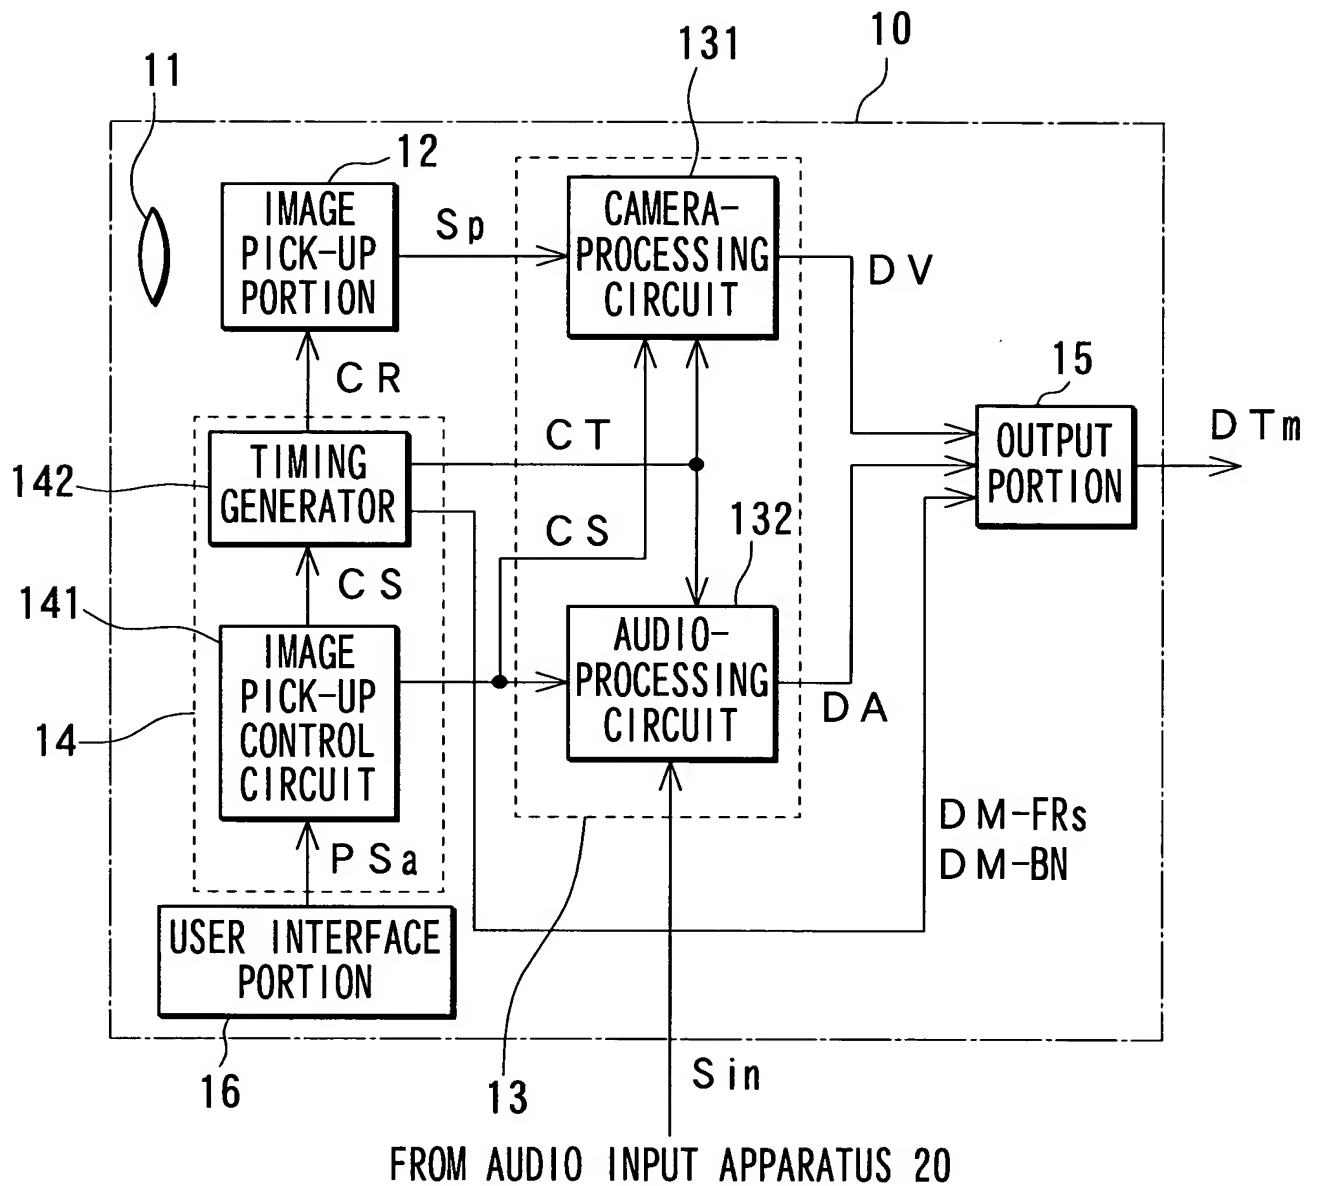 10
131
11
12
IMAGE
PICK-UP
PORTION
Sp
CAMERA-
PROCESSING
CIRCUIT
DV
CR
15
CT
OUTPUT
PORTION
DTm
142
TIMING
GENERATOR
CS
132
CS
141
IMAGE
PICK-UP
CONTROL
CIRCUIT
AUDIO-
PROCESSING
CIRCUIT
DA
14
DM-FRs
DM-BN
PSa
USER INTERFACE
PORTION
16
13
Sin
FROM AUDIO INPUT APPARATUS 20